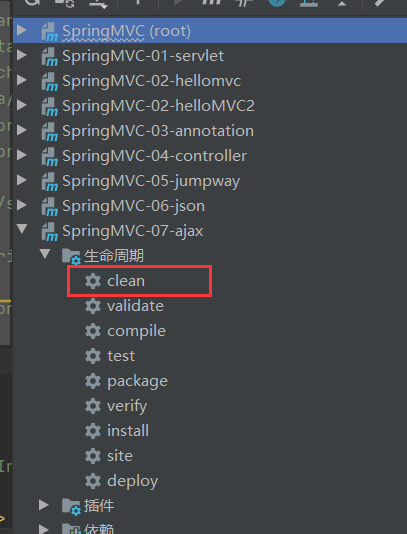 SpringMVC (root)
SpringMVC-01-servlet
SpringMVC-02-hellomvc
SpringMVC-02-helloMVC2
SpringMVC-03-annotation
SpringMVC-04-controller
SpringMVC-05-jumpway
SpringMVC-06-json
SpringMVC-07-ajax
生命周期
clean
validate
compile
test
package
verify
install
site
deploy
插件
依赖